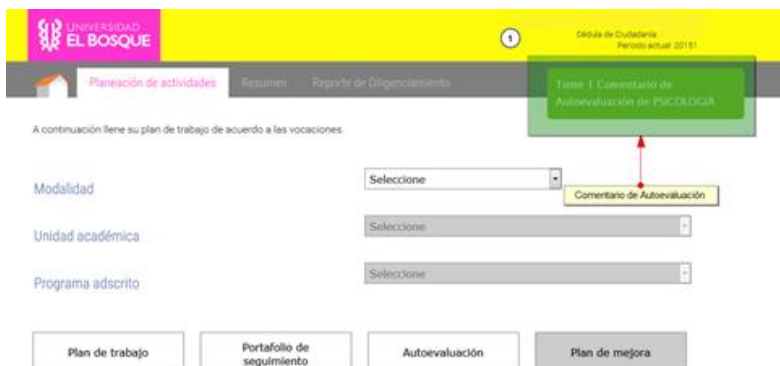 UNIVERSIDAD
EL BOSQUE
1
Cédula de Ciudadanía
Periodo actual: 20151
Planeación de actividades
Resumen
Reporte de Diligenciamiento
Tiene 1 Comentario de
Autoevaluación de PSICOLOGIA
A continuación llene su plan de trabajo de acuerdo a las vocaciones.
Modalidad
Seleccione
Comentario de Autoevaluación
Unidad académica
Seleccione
Programa adscrito
Seleccione
Plan de trabajo
Portafolio de
seguimiento
Autoevaluación
Plan de mejora